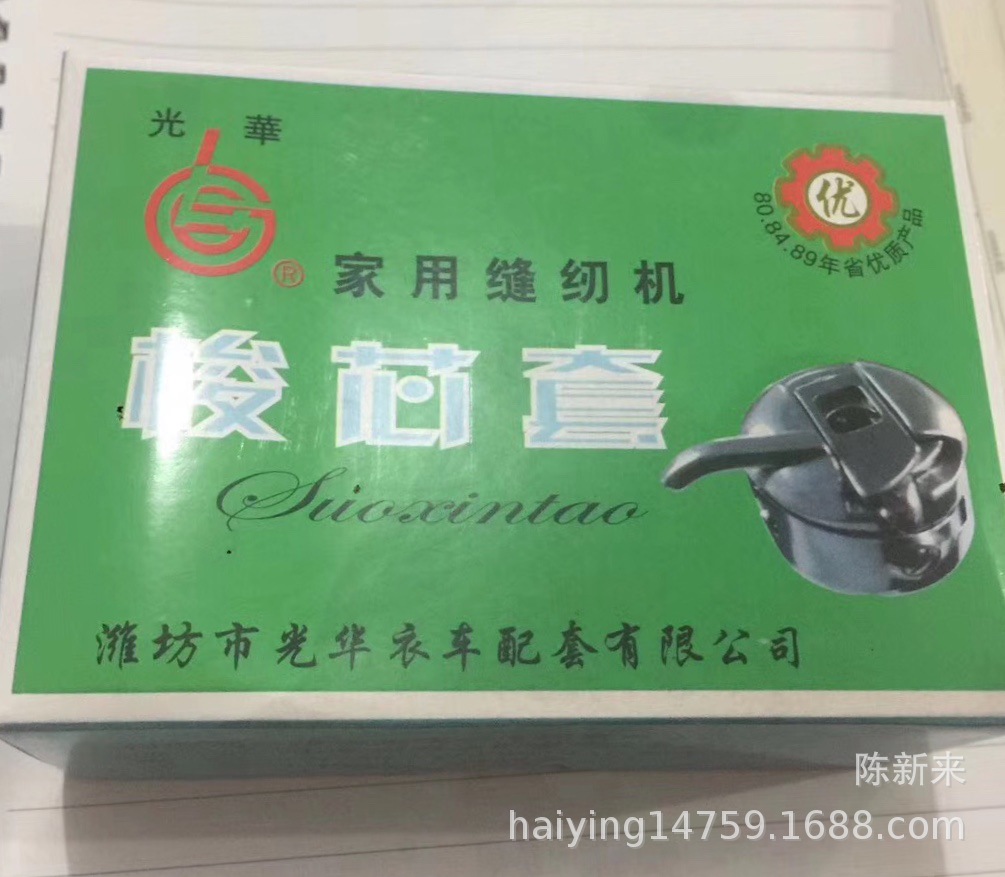 光 華
®
优
80.84.89年省优质产品
家用缝纫机
梭芯套
Suoxintao
潍坊市光华衣车配套有限公司
陈新来
haiying14759.1688.com